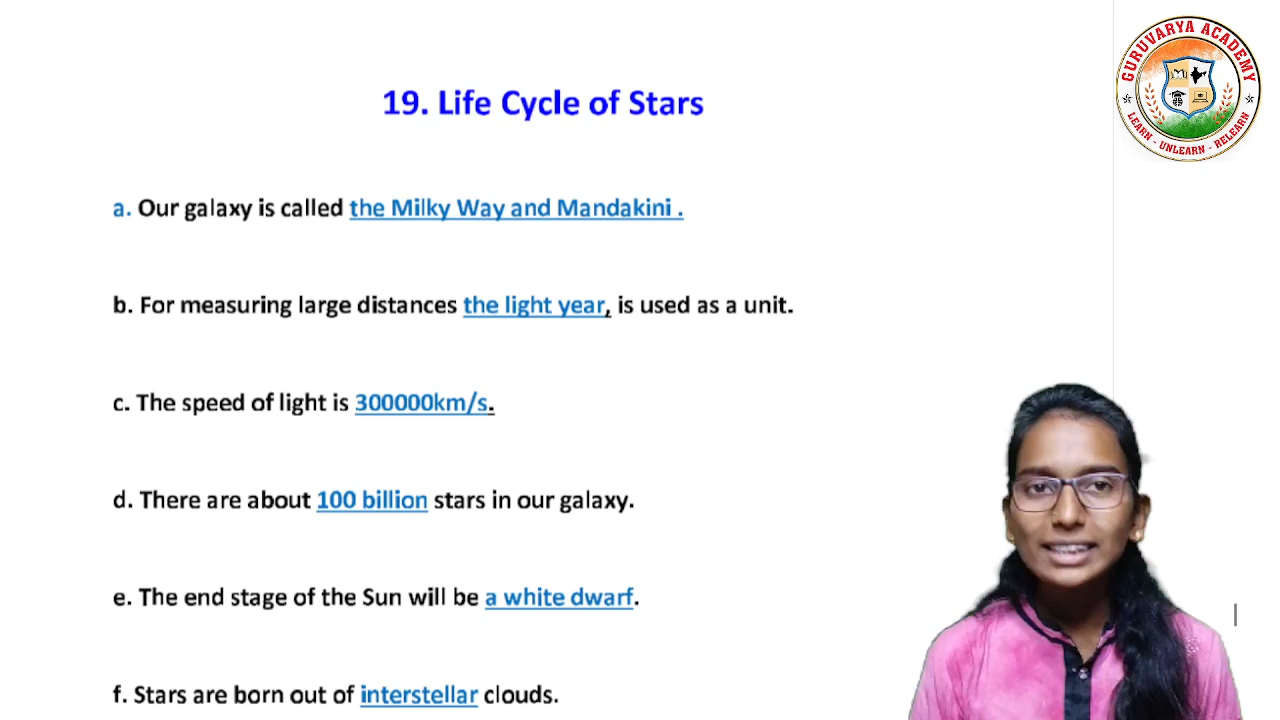 GURUVARYA ACADEMY
LEARN - UNLEARN - RELEARN
19. Life Cycle of Stars
a. Our galaxy is called the Milky Way and Mandakini .
b. For measuring large distances the light year, is used as a unit.
c. The speed of light is 300000km/s.
d. There are about 100 billion stars in our galaxy.
e. The end stage of the Sun will be a white dwarf.
f. Stars are born out of interstellar clouds.